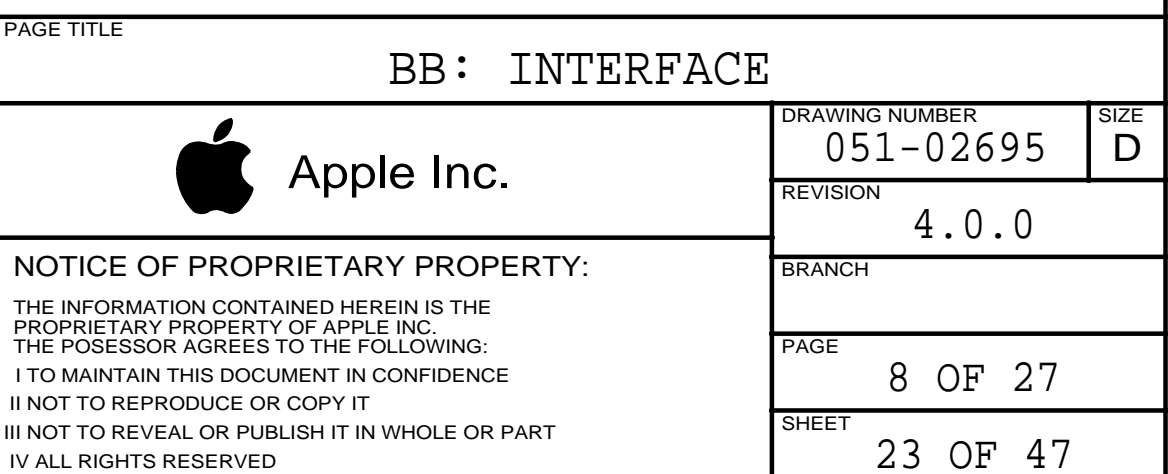 PAGE TITLE
BB: INTERFACE
Apple Inc.
DRAWING NUMBER
051-02695
SIZE
D
REVISION
4.0.0
NOTICE OF PROPRIETARY PROPERTY:
THE INFORMATION CONTAINED HEREIN IS THE
PROPRIETARY PROPERTY OF APPLE INC.
THE POSESSOR AGREES TO THE FOLLOWING:
I TO MAINTAIN THIS DOCUMENT IN CONFIDENCE
II NOT TO REPRODUCE OR COPY IT
III NOT TO REVEAL OR PUBLISH IT IN WHOLE OR PART
IV ALL RIGHTS RESERVED
BRANCH
PAGE
8 OF 27
SHEET
23 OF 47